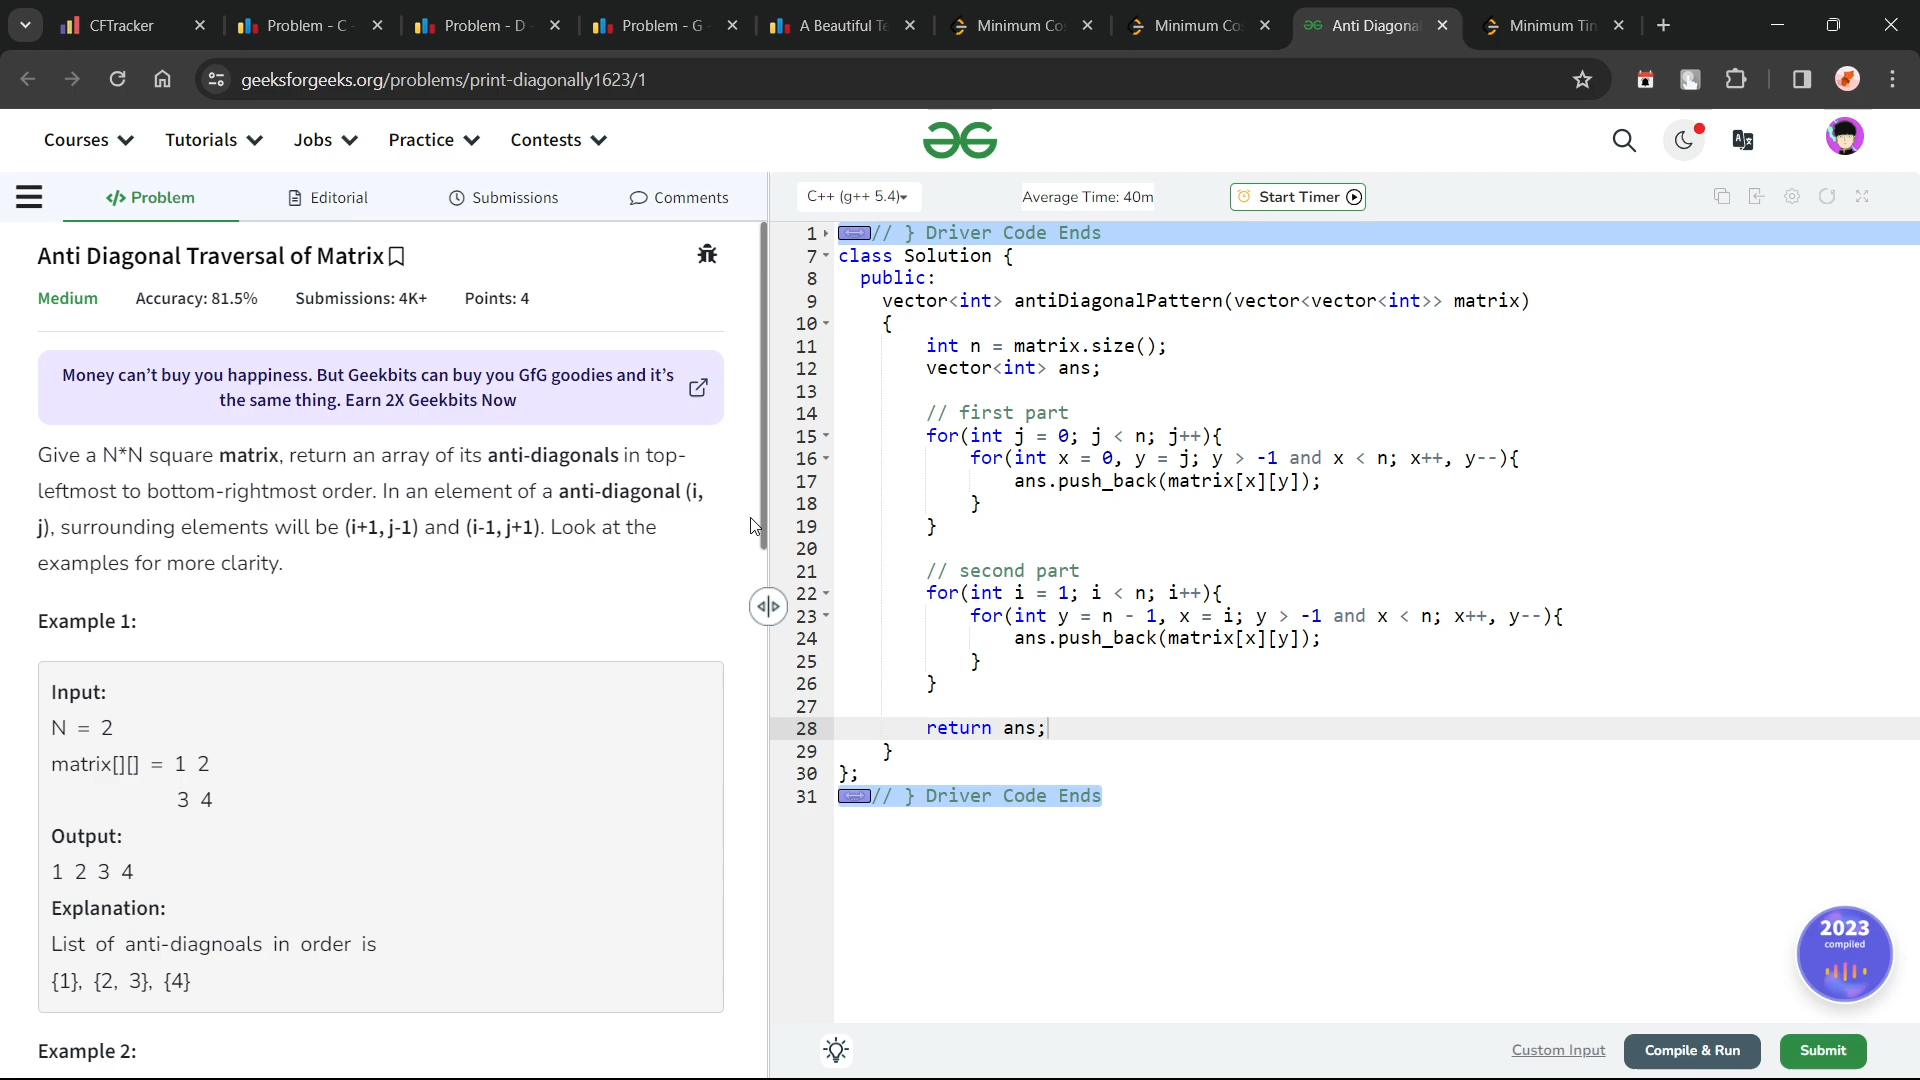 CFTracker
Problem - C
Problem - D
Problem - G
A Beautiful Te
Minimum Co
Minimum Co
Anti Diagonal
Minimum Tin
geeksforgeeks.org/problems/print-diagonally1623/1
Courses
Tutorials
Jobs
Practice
Contests
Problem
Editorial
Submissions
Comments
C++ (g++ 5.4)
Average Time: 40m
Start Timer
Anti Diagonal Traversal of Matrix
Medium
Accuracy: 81.5%
Submissions: 4K+
Points: 4
Money can’t buy you happiness. But Geekbits can buy you GfG goodies and it’s
the same thing. Earn 2X Geekbits Now
Give a N*N square matrix, return an array of its anti-diagonals in top-
leftmost to bottom-rightmost order. In an element of a anti-diagonal (i,
j), surrounding elements will be (i+1, j-1) and (i-1, j+1). Look at the
examples for more clarity.
Example 1:
Input:
N = 2
matrix[][] = 1 2
3 4
Output:
1 2 3 4
Explanation:
List of anti-diagnoals in order is
{1}, {2, 3}, {4}
Example 2:
1 // } Driver Code Ends
7 class Solution {
8 public:
9 vector<int> antiDiagonalPattern(vector<vector<int>> matrix)
10 {
11 int n = matrix.size();
12 vector<int> ans;
13
14 // first part
15 for(int j = 0; j < n; j++){
16 for(int x = 0, y = j; y > -1 and x < n; x++, y--){
17 ans.push_back(matrix[x][y]);
18 }
19 }
20
21 // second part
22 for(int i = 1; i < n; i++){
23 for(int y = n - 1, x = i; y > -1 and x < n; x++, y--){
24 ans.push_back(matrix[x][y]);
25 }
26 }
27
28 return ans;
29 }
30 };
31 // } Driver Code Ends
2023
compiled
Custom Input
Compile & Run
Submit